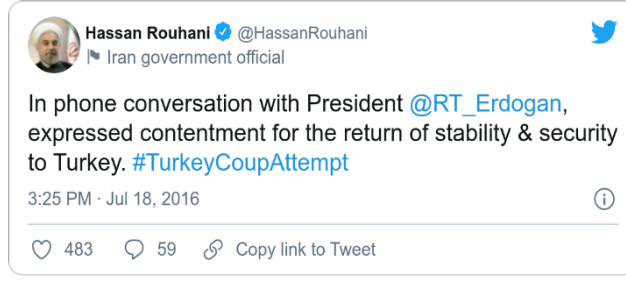 Hassan Rouhani @HassanRouhani
Iran government official
In phone conversation with President @RT_Erdogan,
expressed contentment for the return of stability & security
to Turkey. #TurkeyCoupAttempt
3:25 PM · Jul 18, 2016
483 59 Copy link to Tweet